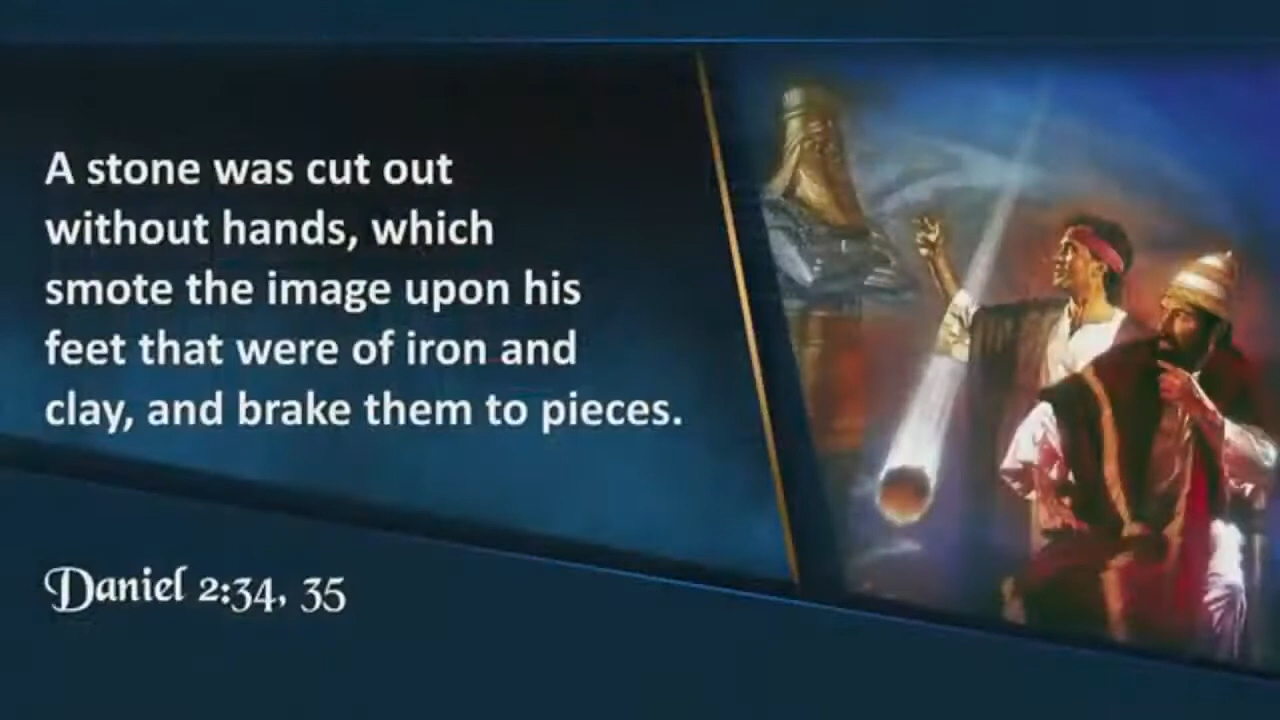 A stone was cut out
without hands, which
smote the image upon his
feet that were of iron and
clay, and brake them to pieces.
Daniel 2:34, 35